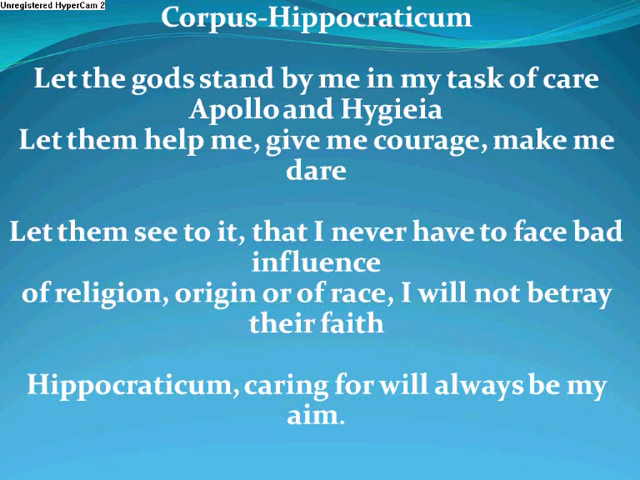 Unregistered HyperCam 2
Corpus-Hippocraticum
Let the gods stand by me in my task of care
Apollo and Hygieia
Let them help me, give me courage, make me
dare
Let them see to it, that I never have to face bad
influence
of religion, origin or of race, I will not betray
their faith
Hippocraticum, caring for will always be my
aim.